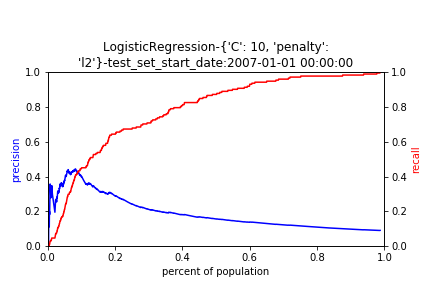 LogisticRegression-{'C': 10, 'penalty':
'l2'}-test_set_start_date:2007-01-01 00:00:00
1.0
0.8
0.6
0.4
0.2
0.0
precision
1.0
0.8
0.6
0.4
0.2
0.0
recall
0.0 0.2 0.4 0.6 0.8 1.0
percent of population